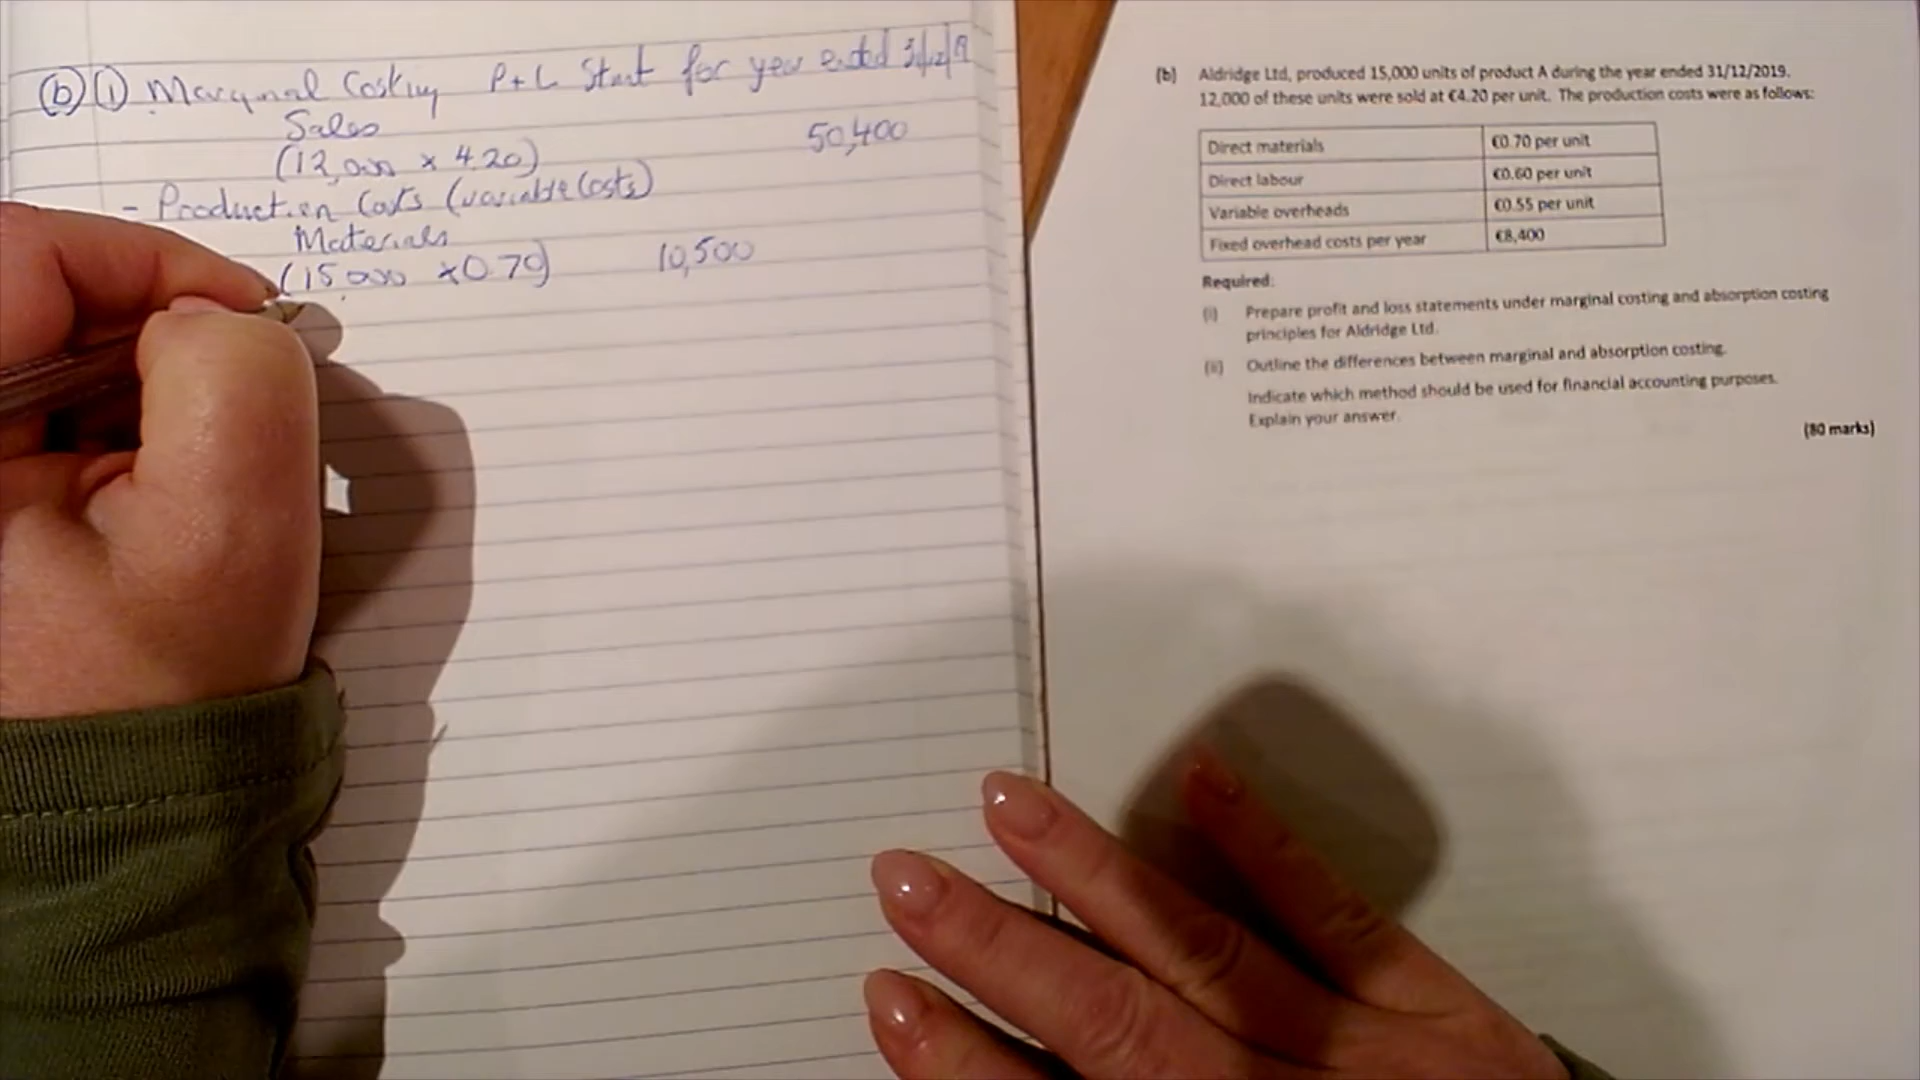 (b) (i) Marginal Costing P+L Stmt for year ended 31/12/19
Sales
(12,000 x 4.20) 50,400
- Production Costs (variable Costs)
Materials
(15,000 x 0.70) 10,500
(b) Aldridge Ltd, produced 15,000 units of product A during the year ended 31/12/2019.
12,000 of these units were sold at €4.20 per unit. The production costs were as follows:
Direct materials €0.70 per unit
Direct labour €0.60 per unit
Variable overheads €0.55 per unit
Fixed overhead costs per year €8,400
Required:
(i) Prepare profit and loss statements under marginal costing and absorption costing
principles for Aldridge Ltd.
(ii) Outline the differences between marginal and absorption costing.
Indicate which method should be used for financial accounting purposes.
Explain your answer.
(80 marks)